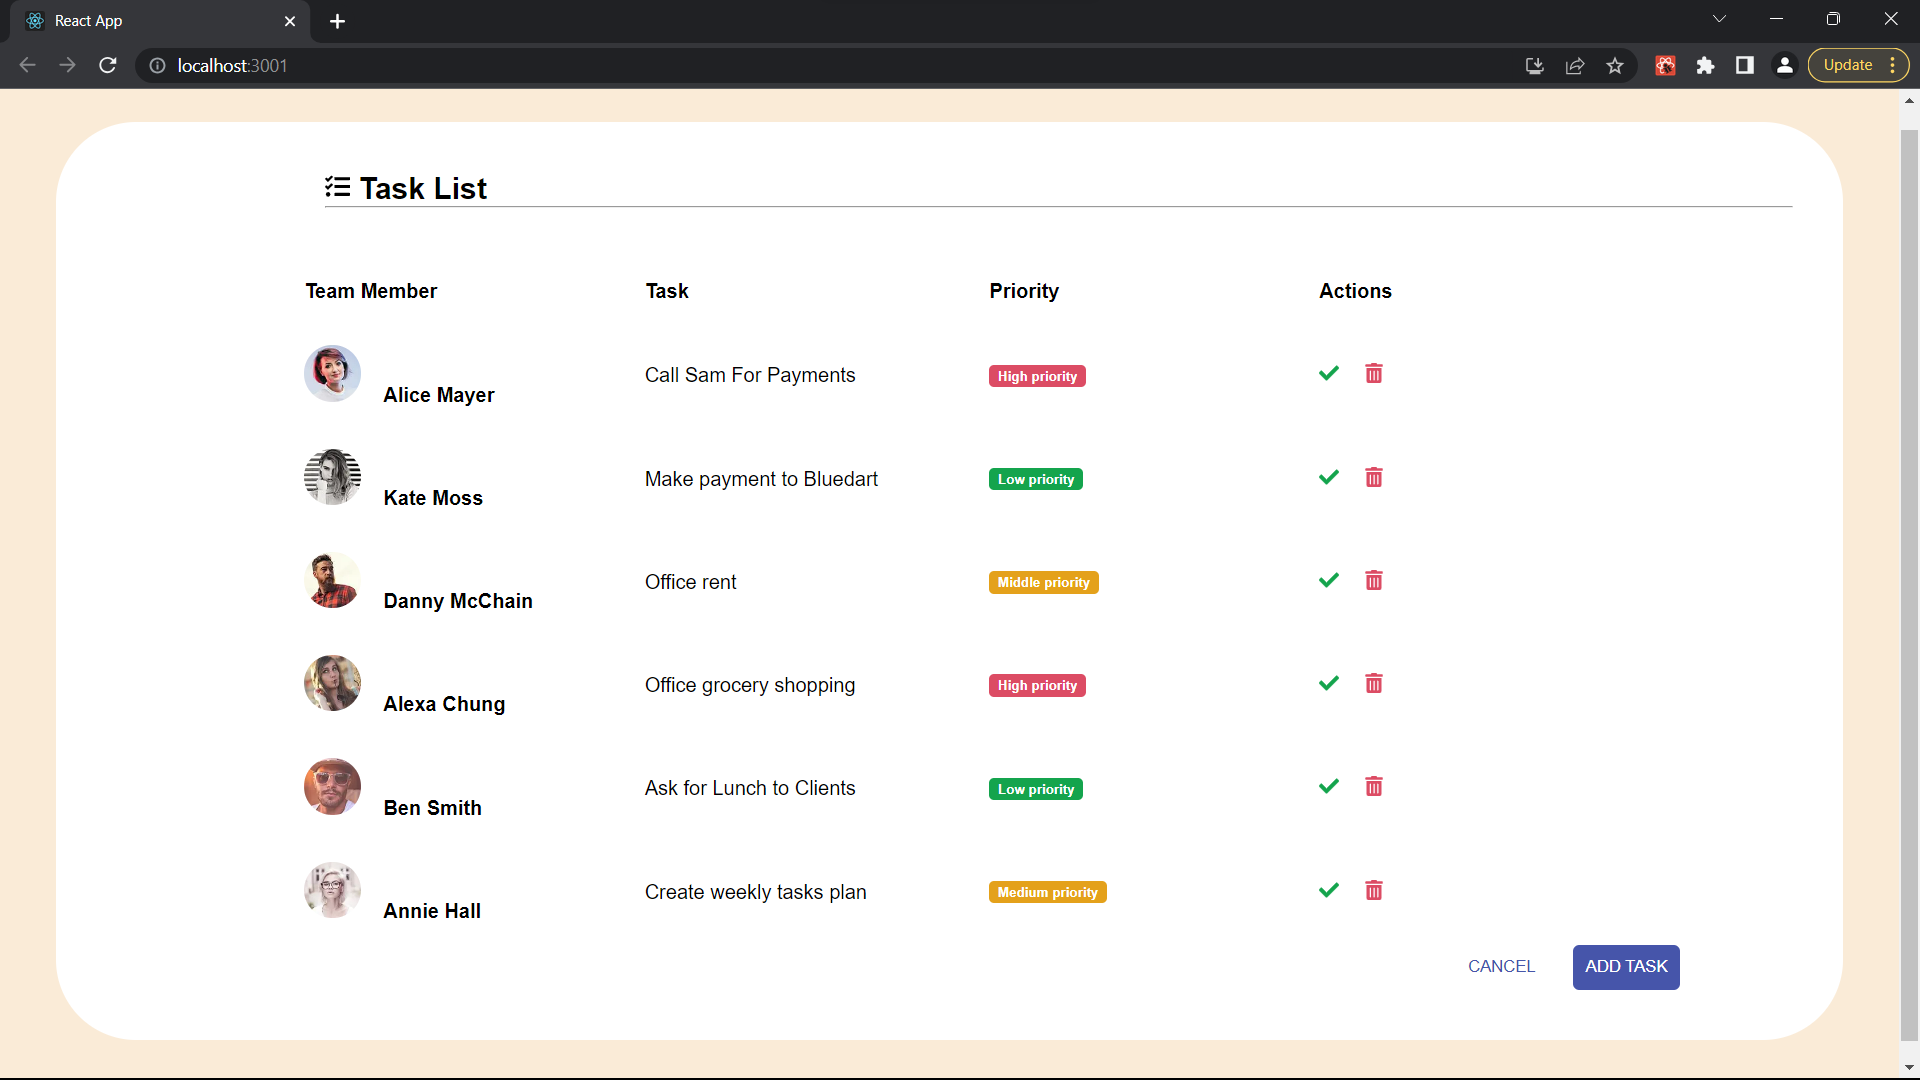 React App
localhost:3001
Update
Task List
Team Member Task Priority Actions
Alice Mayer Call Sam For Payments High priority
Kate Moss Make payment to Bluedart Low priority
Danny McChain Office rent Middle priority
Alexa Chung Office grocery shopping High priority
Ben Smith Ask for Lunch to Clients Low priority
Annie Hall Create weekly tasks plan Medium priority
CANCEL ADD TASK